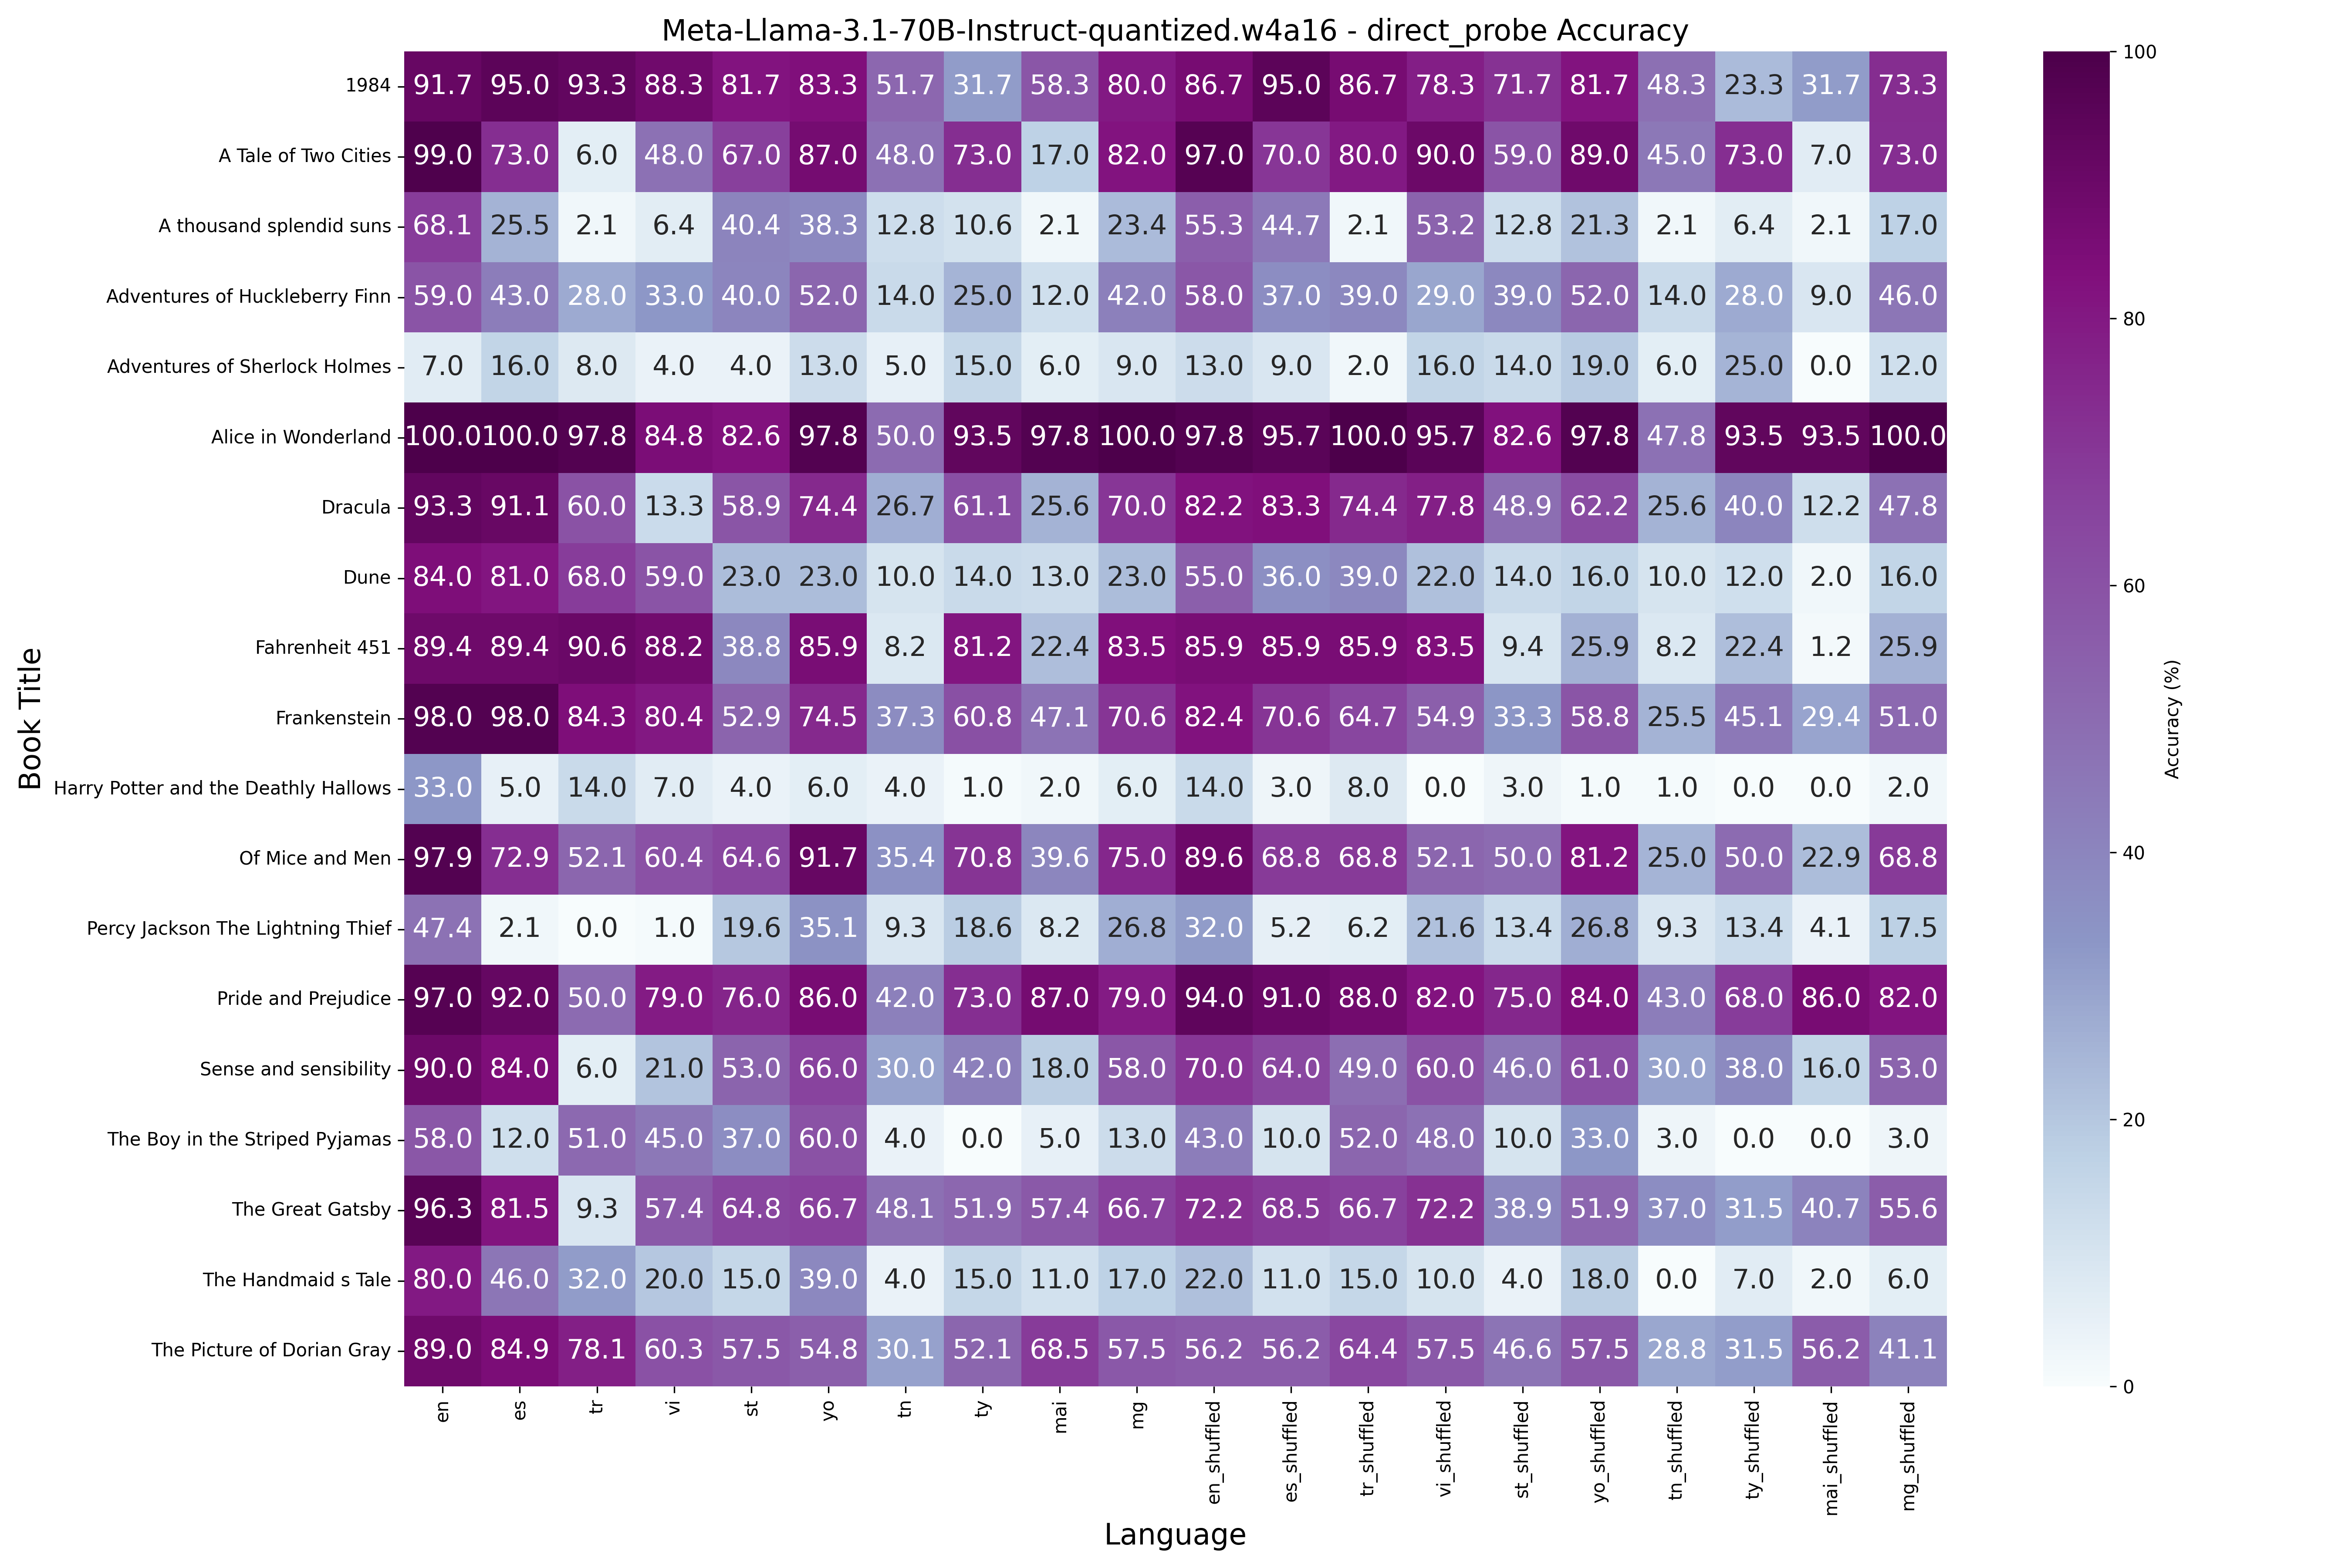 Meta-Llama-3.1-70B-Instruct-quantized.w4a16 - direct_probe Accuracy
1984 91.7 95.0 93.3 88.3 81.7 83.3 51.7 31.7 58.3 80.0 86.7 95.0 86.7 78.3 71.7 81.7 48.3 23.3 31.7 73.3
A Tale of Two Cities 99.0 73.0 6.0 48.0 67.0 87.0 48.0 73.0 17.0 82.0 97.0 70.0 80.0 90.0 59.0 89.0 45.0 73.0 7.0 73.0
A thousand splendid suns 68.1 25.5 2.1 6.4 40.4 38.3 12.8 10.6 2.1 23.4 55.3 44.7 2.1 53.2 12.8 21.3 2.1 6.4 2.1 17.0
Adventures of Huckleberry Finn 59.0 43.0 28.0 33.0 40.0 52.0 14.0 25.0 12.0 42.0 58.0 37.0 39.0 29.0 39.0 52.0 14.0 28.0 9.0 46.0
Adventures of Sherlock Holmes 7.0 16.0 8.0 4.0 4.0 13.0 5.0 15.0 6.0 9.0 13.0 9.0 2.0 16.0 14.0 19.0 6.0 25.0 0.0 12.0
Alice in Wonderland 100.0 100.0 97.8 84.8 82.6 97.8 50.0 93.5 97.8 100.0 97.8 95.7 100.0 95.7 82.6 97.8 47.8 93.5 93.5 100.0
Dracula 93.3 91.1 60.0 13.3 58.9 74.4 26.7 61.1 25.6 70.0 82.2 83.3 74.4 77.8 48.9 62.2 25.6 40.0 12.2 47.8
Dune 84.0 81.0 68.0 59.0 23.0 23.0 10.0 14.0 13.0 23.0 55.0 36.0 39.0 22.0 14.0 16.0 10.0 12.0 2.0 16.0
Fahrenheit 451 89.4 89.4 90.6 88.2 38.8 85.9 8.2 81.2 22.4 83.5 85.9 85.9 85.9 83.5 9.4 25.9 8.2 22.4 1.2 25.9
Frankenstein 98.0 98.0 84.3 80.4 52.9 74.5 37.3 60.8 47.1 70.6 82.4 70.6 64.7 54.9 33.3 58.8 25.5 45.1 29.4 51.0
Harry Potter and the Deathly Hallows 33.0 5.0 14.0 7.0 4.0 6.0 4.0 1.0 2.0 6.0 14.0 3.0 8.0 0.0 3.0 1.0 1.0 0.0 0.0 2.0
Of Mice and Men 97.9 72.9 52.1 60.4 64.6 91.7 35.4 70.8 39.6 75.0 89.6 68.8 68.8 52.1 50.0 81.2 25.0 50.0 22.9 68.8
Percy Jackson The Lightning Thief 47.4 2.1 0.0 1.0 19.6 35.1 9.3 18.6 8.2 26.8 32.0 5.2 6.2 21.6 13.4 26.8 9.3 13.4 4.1 17.5
Pride and Prejudice 97.0 92.0 50.0 79.0 76.0 86.0 42.0 73.0 87.0 79.0 94.0 91.0 88.0 82.0 75.0 84.0 43.0 68.0 86.0 82.0
Sense and sensibility 90.0 84.0 6.0 21.0 53.0 66.0 30.0 42.0 18.0 58.0 70.0 64.0 49.0 60.0 46.0 61.0 30.0 38.0 16.0 53.0
The Boy in the Striped Pyjamas 58.0 12.0 51.0 45.0 37.0 60.0 4.0 0.0 5.0 13.0 43.0 10.0 52.0 48.0 10.0 33.0 3.0 0.0 0.0 3.0
The Great Gatsby 96.3 81.5 9.3 57.4 64.8 66.7 48.1 51.9 57.4 66.7 72.2 68.5 66.7 72.2 38.9 51.9 37.0 31.5 40.7 55.6
The Handmaid s Tale 80.0 46.0 32.0 20.0 15.0 39.0 4.0 15.0 11.0 17.0 22.0 11.0 15.0 10.0 4.0 18.0 0.0 7.0 2.0 6.0
The Picture of Dorian Gray 89.0 84.9 78.1 60.3 57.5 54.8 30.1 52.1 68.5 57.5 56.2 56.2 64.4 57.5 46.6 57.5 28.8 31.5 56.2 41.1
en es tr vi st yo tn ty mai mg en_shuffled es_shuffled tr_shuffled vi_shuffled st_shuffled yo_shuffled tn_shuffled ty_shuffled mai_shuffled mg_shuffled
Language
Book Title
100
80
60
40
20
0
Accuracy (%)